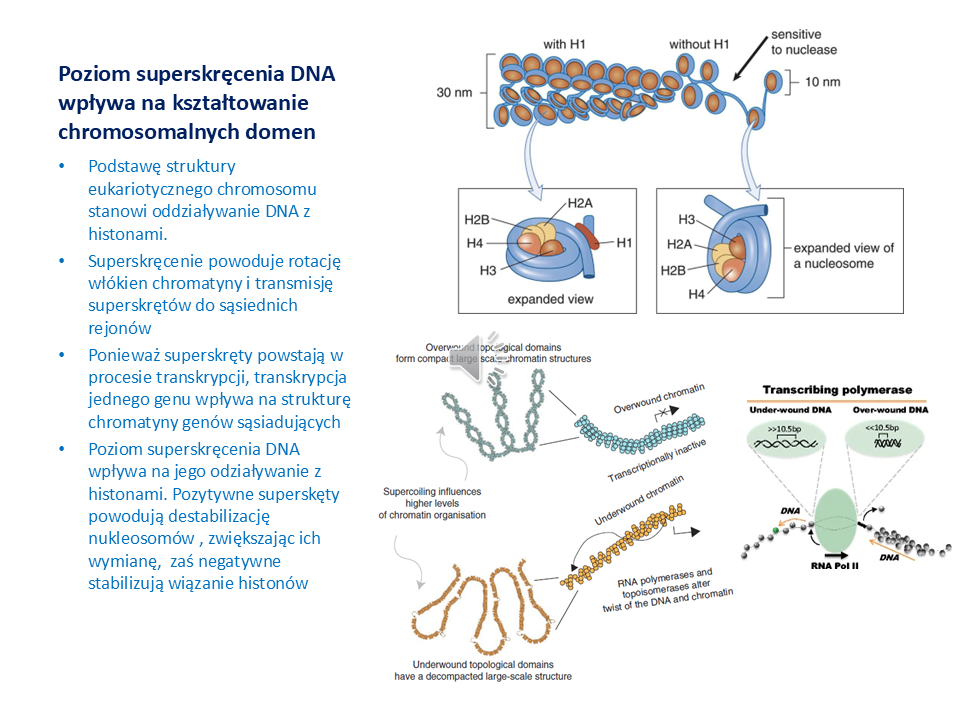 Poziom superskręcenia DNA
wpływa na kształtowanie
chromosomalnych domen
• Podstawę struktury
eukariotycznego chromosomu
stanowi oddziaływanie DNA z
histonami.
• Superskręcenie powoduje rotację
włókien chromatyny i transmisję
superskrętów do sąsiednich
rejonów
• Ponieważ superskręty powstają w
procesie transkrypcji, transkrypcja
jednego genu wpływa na strukturę
chromatyny genów sąsiadujących
• Poziom superskręcenia DNA
wpływa na jego odziaływanie z
histonami. Pozytywne superskęty
powodują destabilizację
nukleosomów , zwiększając ich
wymianę, zaś negatywne
stabilizują wiązanie histonów
with H1
without H1
sensitive
to nuclease
30 nm
10 nm
H2A
H2B
H4
H3
H1
expanded view
H3
H2A
H2B
H4
expanded view of
a nucleosome
Overwound topological domains
form compact large scale chromatin structures
Overwound chromatin
Transcriptionally inactive
Supercoiling influences
higher levels
of chromatin organisation
Underwound chromatin
RNA polymerases and
topoisomerases alter
twist of the DNA and chromatin
Underwound topological domains
have a decompacted large-scale structure
Transcribing polymerase
Under-wound DNA
Over-wound DNA
>>10.5bp
<<10.5bp
DNA
DNA
RNA Pol II